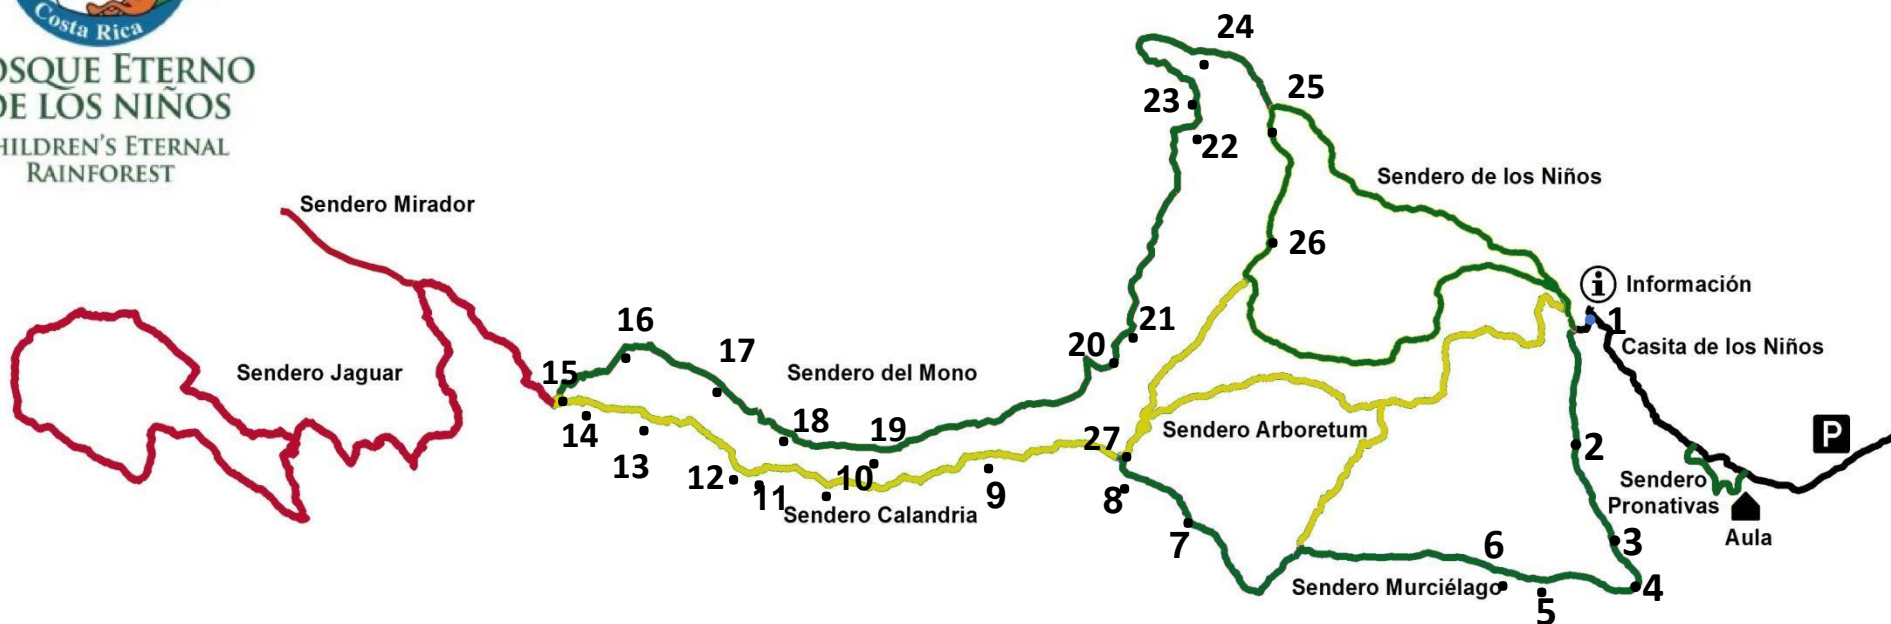 Costa Rica
OSQUE ETERNO
DE LOS NIÑOS
HILDREN'S ETERNAL
RAINFOREST
24
25
23
22
Sendero de los Niños
Sendero Mirador
26
i Información
1
16
21
20
17
Casita de los Niños
15
Sendero Jaguar
Sendero del Mono
14
18
19
27
Sendero Arboretum
P
2
13
12
11
10
9
8
Sendero
Pronativas
Sendero Calandria
Aula
7
6
3
Sendero Murciélago
5
4